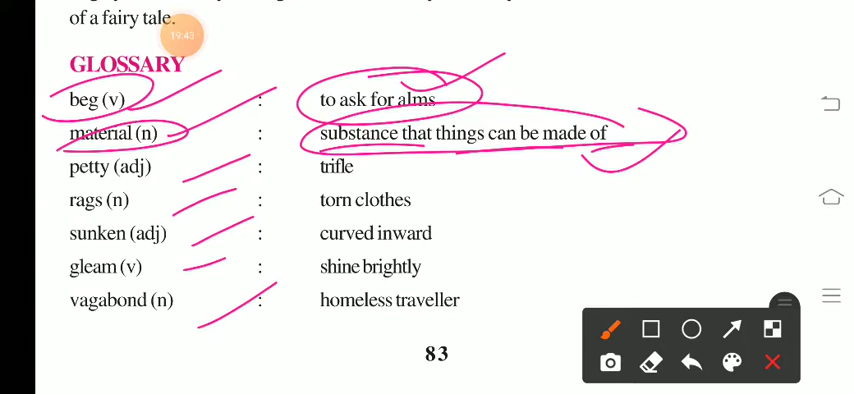 of a fairy tale.
19:43
GLOSSARY
beg (v) : to ask for alms
material (n) : substance that things can be made of
petty (adj) : trifle
rags (n) : torn clothes
sunken (adj) : curved inward
gleam (v) : shine brightly
vagabond (n) : homeless traveller
83